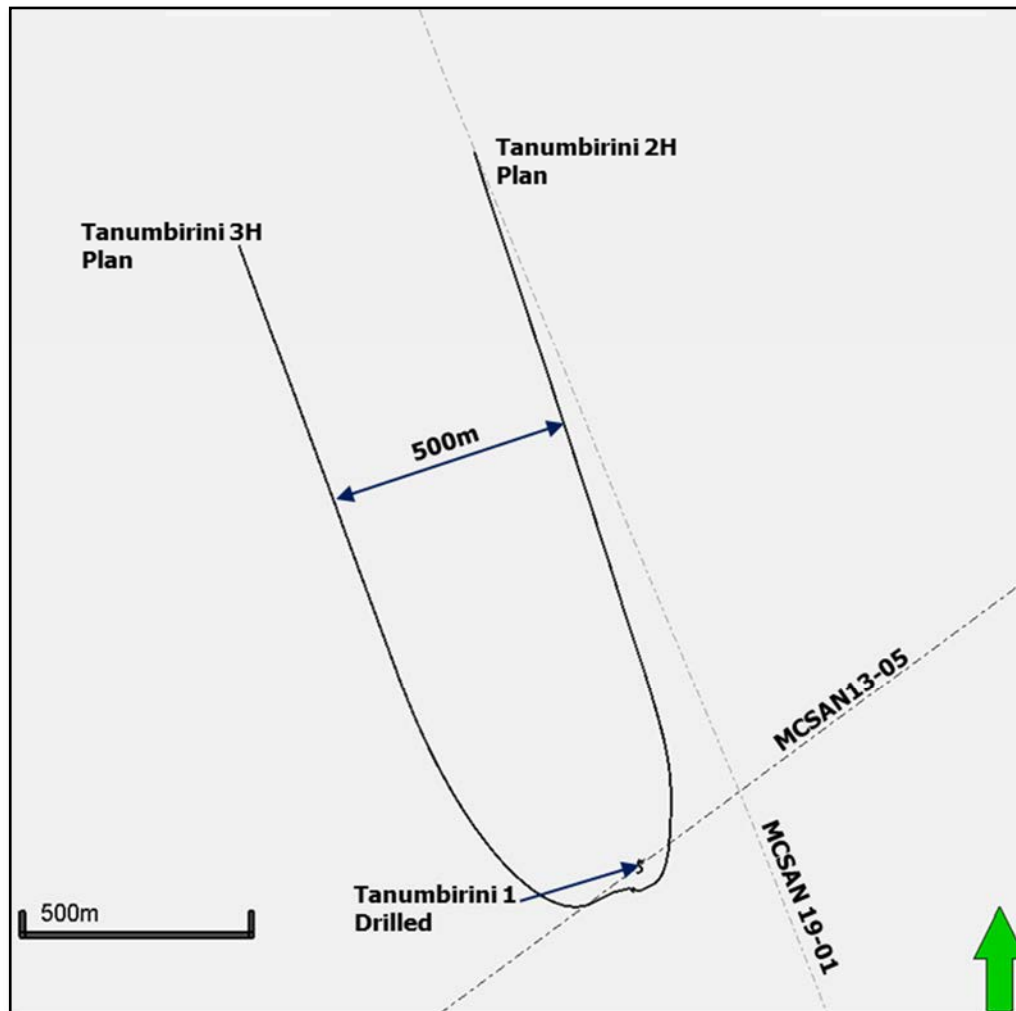 Tanumbirini 2H
Plan
Tanumbirini 3H
Plan
500m
MCSAN13-05
MCSAN 19-01
Tanumbirini 1
Drilled
500m